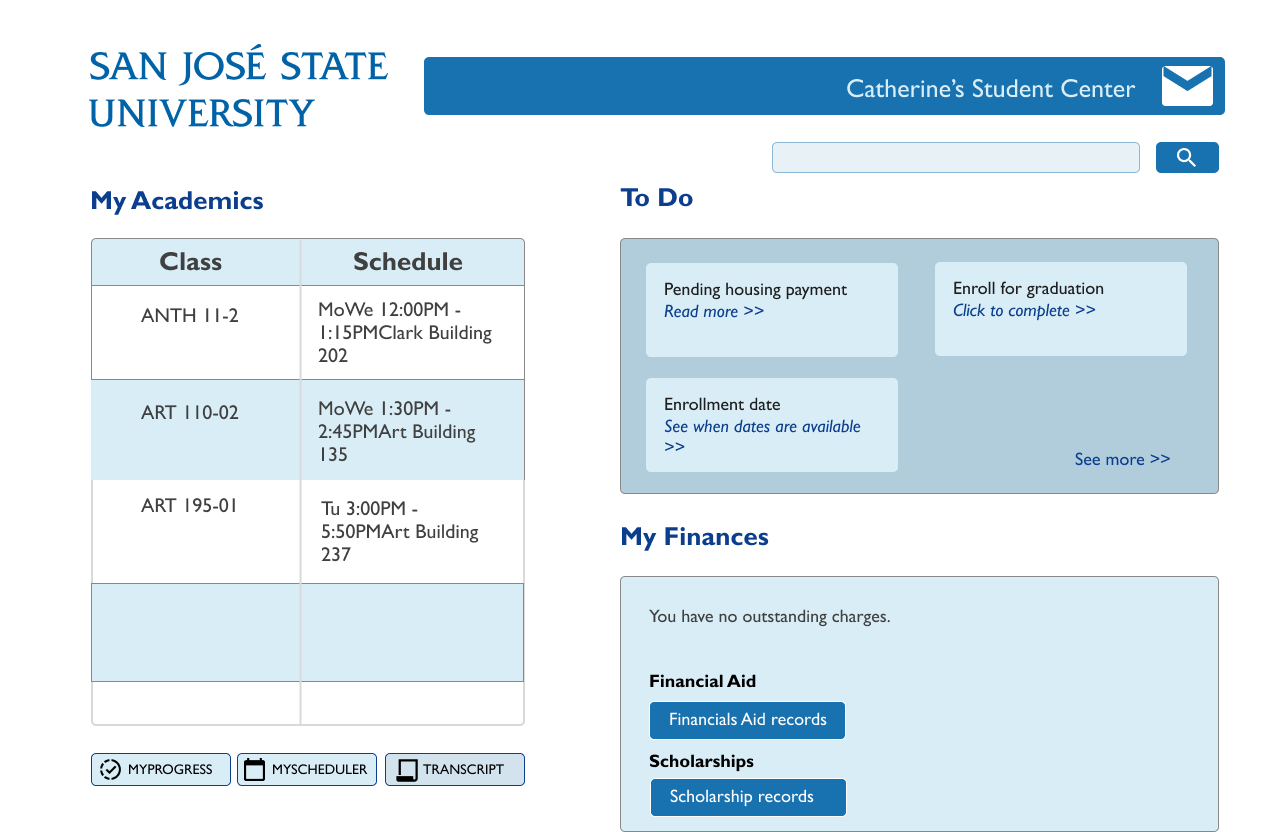 SAN JOSÉ STATE
UNIVERSITY
Catherine’s Student Center
My Academics
Class
Schedule
ANTH 11-2
MoWe 12:00PM -
1:15PMClark Building
202
ART 110-02
MoWe 1:30PM -
2:45PMArt Building
135
ART 195-01
Tu 3:00PM -
5:50PMArt Building
237
MYPROGRESS
MYSCHEDULER
TRANSCRIPT
To Do
Pending housing payment
Read more >>
Enroll for graduation
Click to complete >>
Enrollment date
See when dates are available
>>
See more >>
My Finances
You have no outstanding charges.
Financial Aid
Financials Aid records
Scholarships
Scholarship records